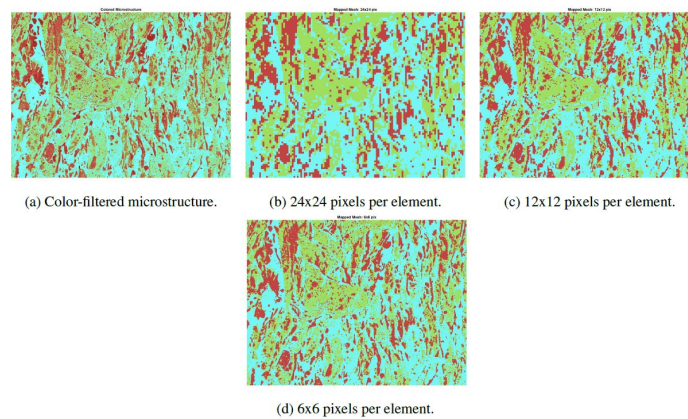 Colored Microstructure
Mapped Mesh: 24x24 pix
Mapped Mesh: 12x12 pix
(a) Color-filtered microstructure.
(b) 24x24 pixels per element.
(c) 12x12 pixels per element.
Mapped Mesh: 6x6 pix
(d) 6x6 pixels per element.